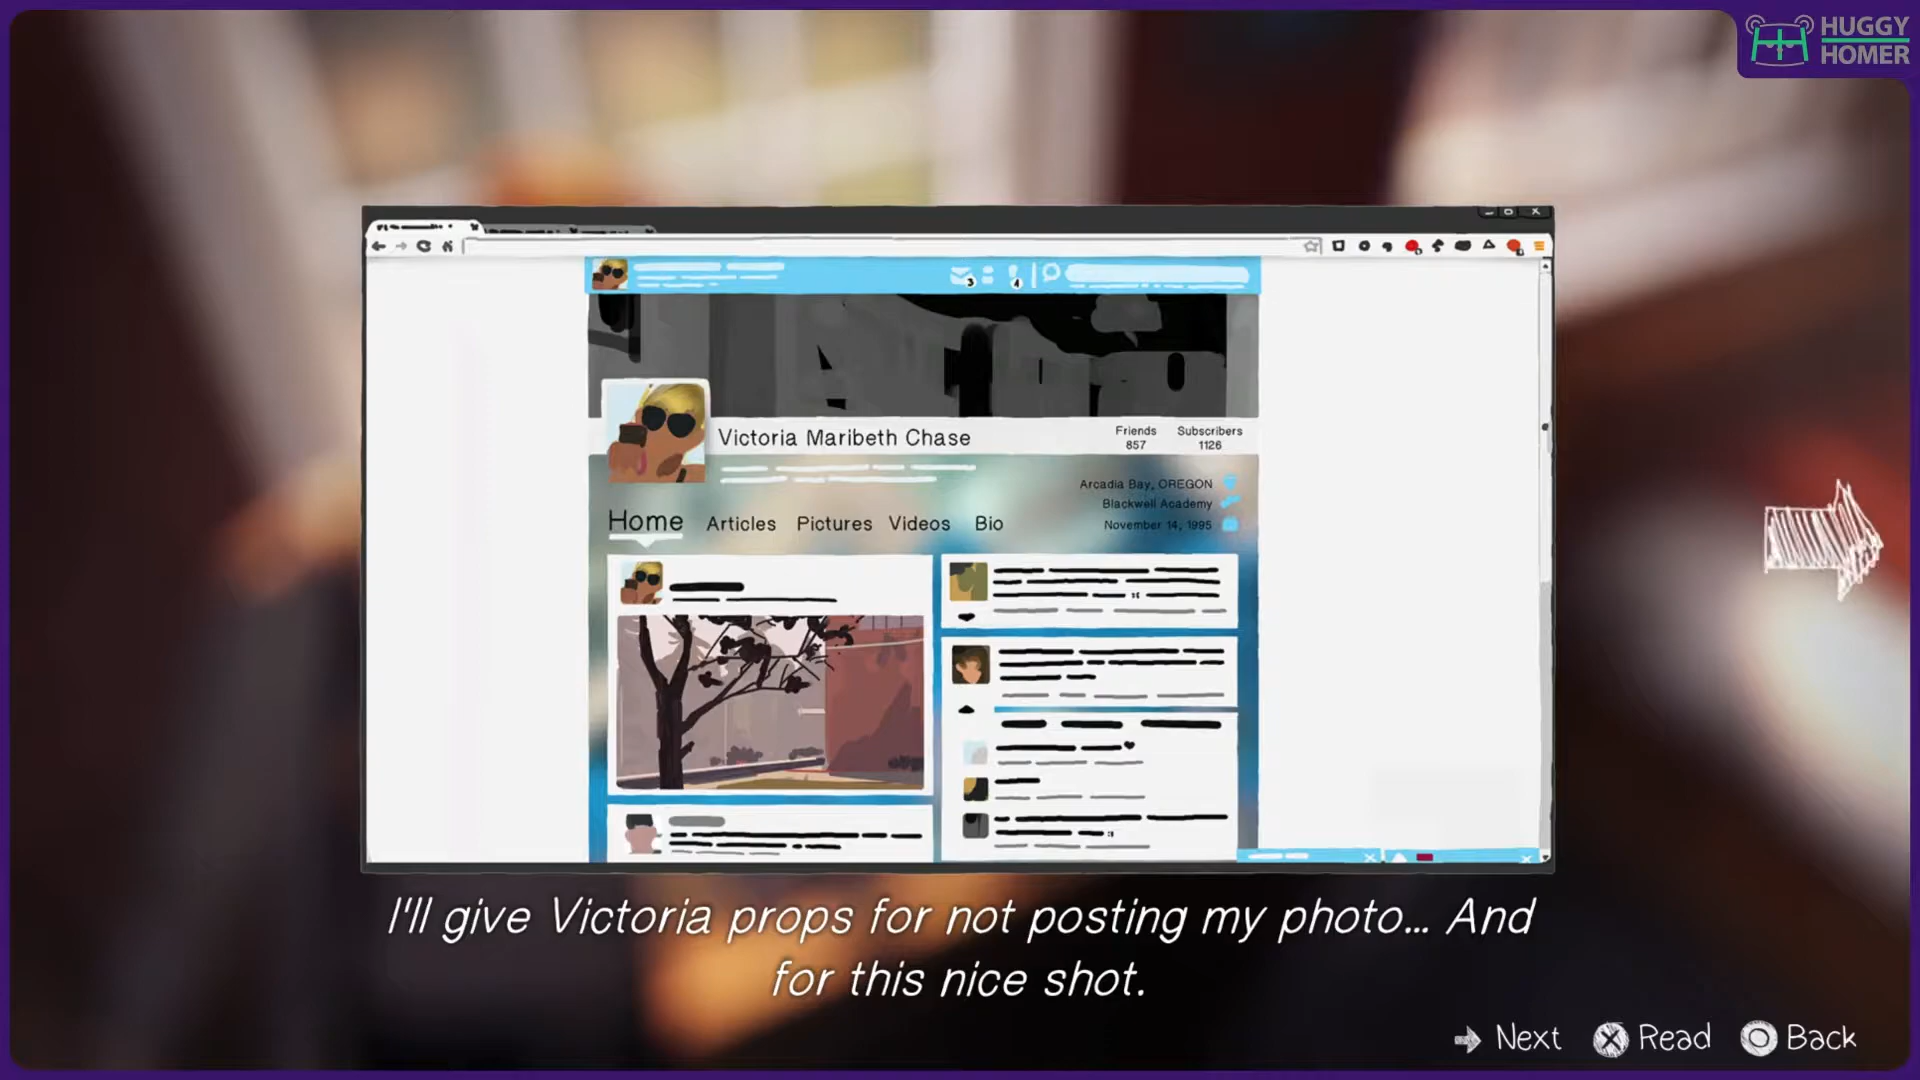 HUGGY
HOMER
3
4
Victoria Maribeth Chase
Friends
857
Subscribers
1126
Arcadia Bay, OREGON
Blackwell Academy
November 14, 1995
Home Articles Pictures Videos Bio
I'll give Victoria props for not posting my photo... And
for this nice shot.
Next Read Back